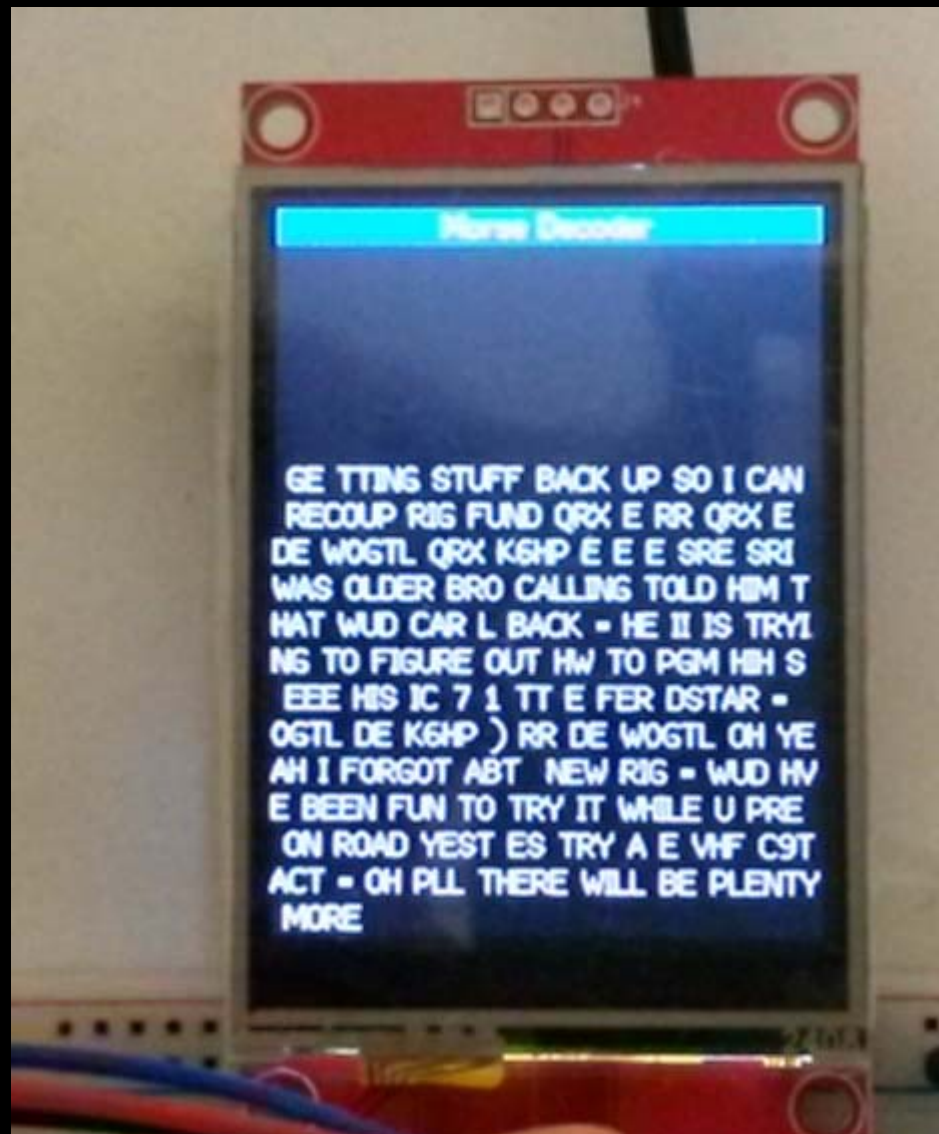 Morse Decoder
GE TTING STUFF BACK UP SO I CAN
RECOUP RIG FUND QRX E RR QRX E
DE WOGTL QRX K6HP E E E SRE SRI
WAS OLDER BRO CALLING TOLD HIM T
HAT WUD CAR L BACK = HE II IS TRYI
NG TO FIGURE OUT HW TO PGM HIH S
EEE HIS IC 7 1 TT E FER DSTAR =
OGTL DE K6HP ) RR DE WOGTL OH YE
AH I FORGOT ABT NEW RIG = WUD HV
E BEEN FUN TO TRY IT WHILE U PRE
ON ROAD YEST ES TRY A E VHF C9T
ACT = OH PLL THERE WILL BE PLENTY
MORE